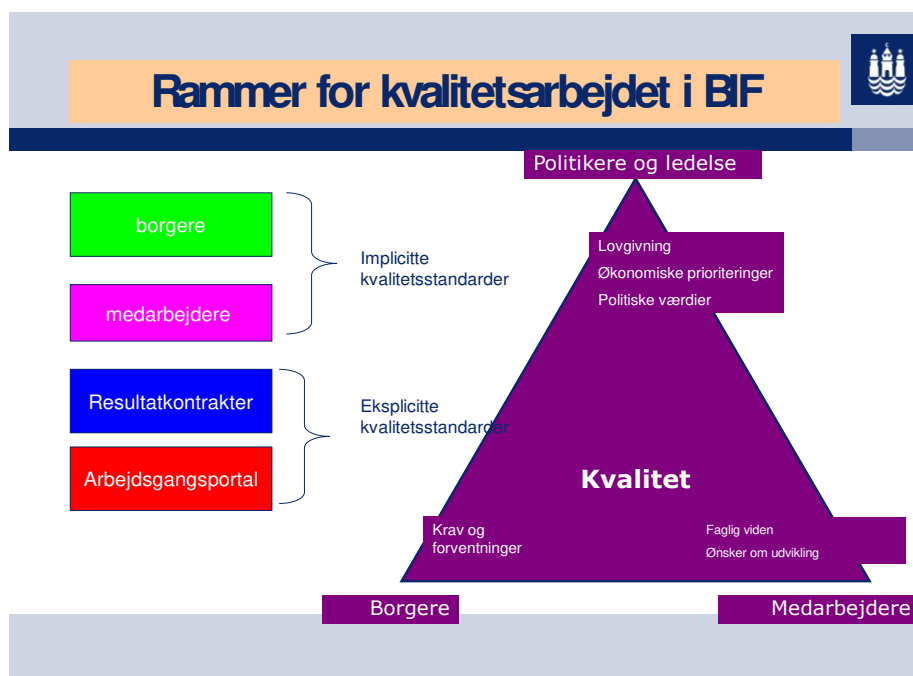 Rammer for kvalitetsarbejdet i BIF
borgere
medarbejdere
Implicitte
kvalitetsstandarder
Resultatkontrakter
Arbejdsgangsportal
Eksplicitte
kvalitetsstandarder
Politikere og ledelse
Lovgivning
Økonomiske prioriteringer
Politiske værdier
Kvalitet
Krav og
forventninger
Faglig viden
Ønsker om udvikling
Borgere
Medarbejdere